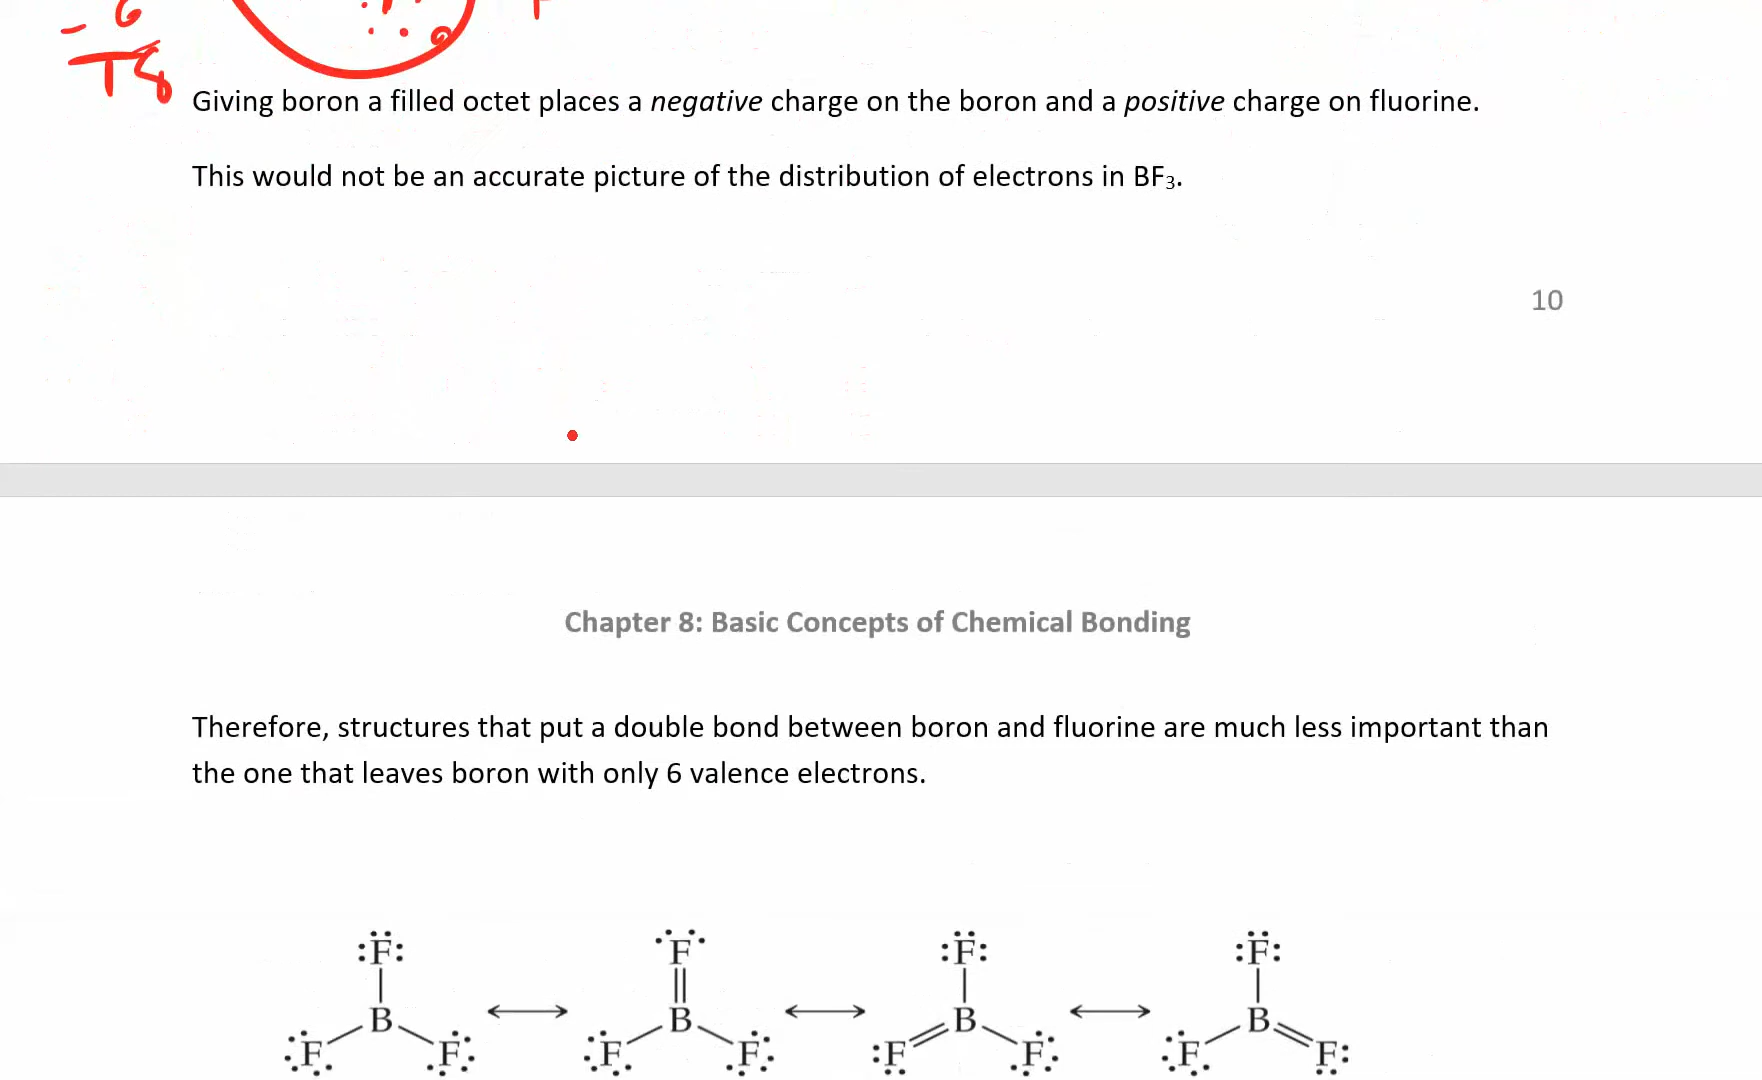 - 6
18
Giving boron a filled octet places a negative charge on the boron and a positive charge on fluorine.
This would not be an accurate picture of the distribution of electrons in BF₃.
10
Chapter 8: Basic Concepts of Chemical Bonding
Therefore, structures that put a double bond between boron and fluorine are much less important than
the one that leaves boron with only 6 valence electrons.
F F F F
B B B B
F F F F F F F F